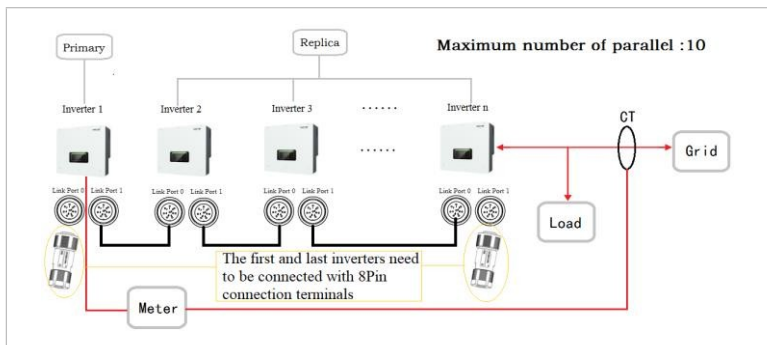 Primary
Replica
Maximum number of parallel :10
Inverter 1
Inverter 2
Inverter 3
······
Inverter n
······
CT
Grid
Link Port 0
Link Port 1
Link Port 0
Link Port 1
Link Port 0
Link Port 1
Link Port 0
Link Port 1
Load
The first and last inverters need
to be connected with 8Pin
connection terminals
Meter